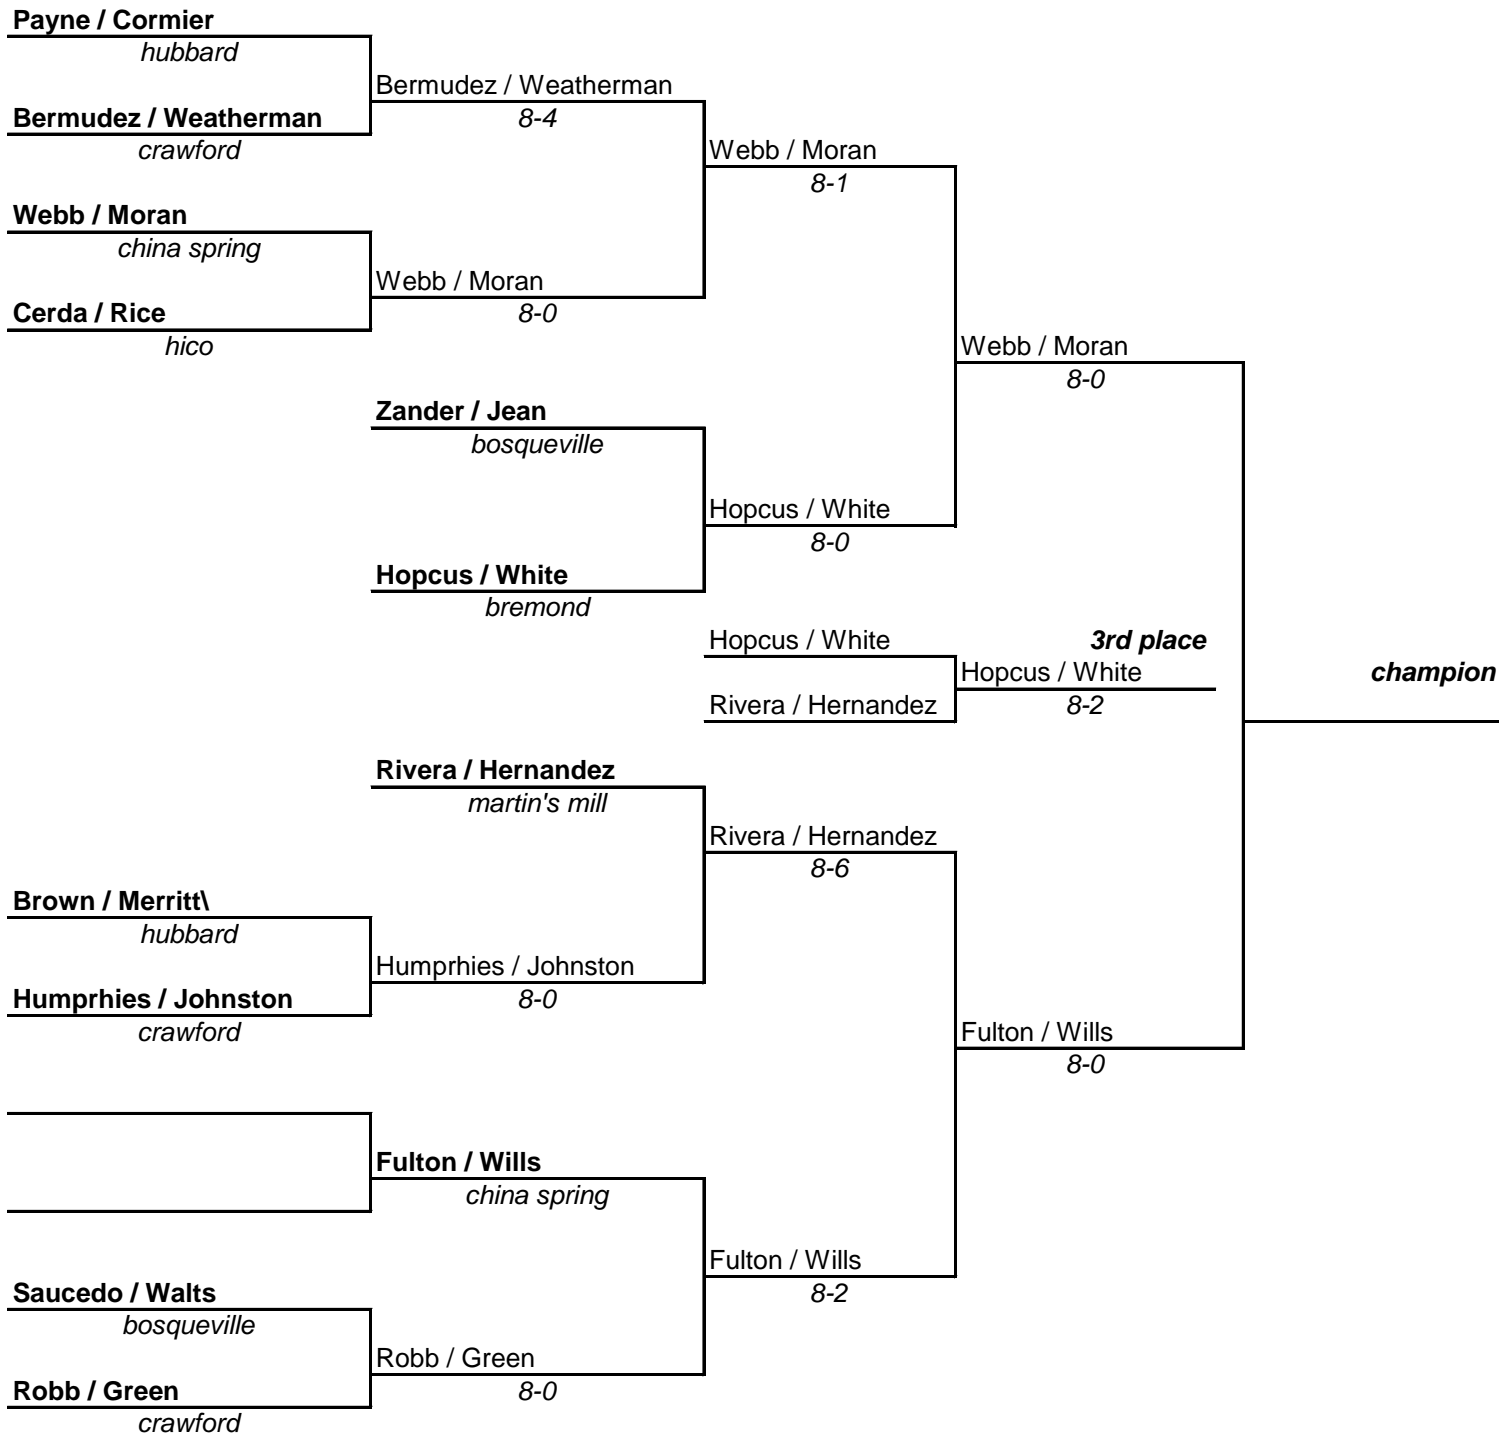 Payne / Cormier
hubbard
Bermudez / Weatherman
Bermudez / Weatherman
8-4
crawford
Webb / Moran
8-1
Webb / Moran
china spring
Webb / Moran
8-0
Cerda / Rice
hico
Webb / Moran
8-0
Zander / Jean
bosqueville
Hopcus / White
8-0
Hopcus / White
bremond
Hopcus / White
3rd place
Hopcus / White
champion
Rivera / Hernandez
8-2
Rivera / Hernandez
martin's mill
Rivera / Hernandez
8-6
Brown / Merritt\
hubbard
Humprhies / Johnston
8-0
Humprhies / Johnston
crawford
Fulton / Wills
8-0
Fulton / Wills
china spring
Fulton / Wills
8-2
Saucedo / Walts
bosqueville
Robb / Green
8-0
Robb / Green
crawford